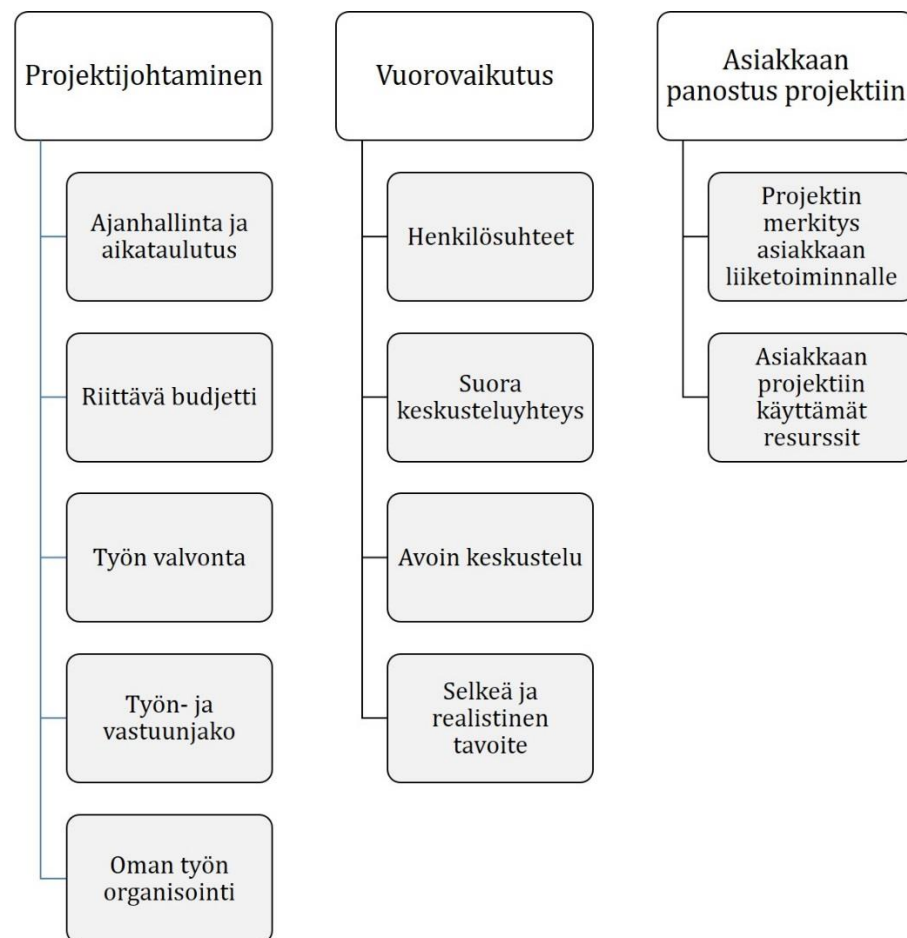 Projektijohtaminen
Ajanhallinta ja
aikataulutus
Riittävä budjetti
Työn valvonta
Työn- ja
vastuunjako
Oman työn
organisointi
Vuorovaikutus
Henkilösuhteet
Suora
keskusteluyhteys
Avoin keskustelu
Selkeä ja
realistinen
tavoite
Asiakkaan
panostus projektiin
Projektin
merkitys
asiakkaan
liiketoiminnalle
Asiakkaan
projektiin
käyttämät
resurssit